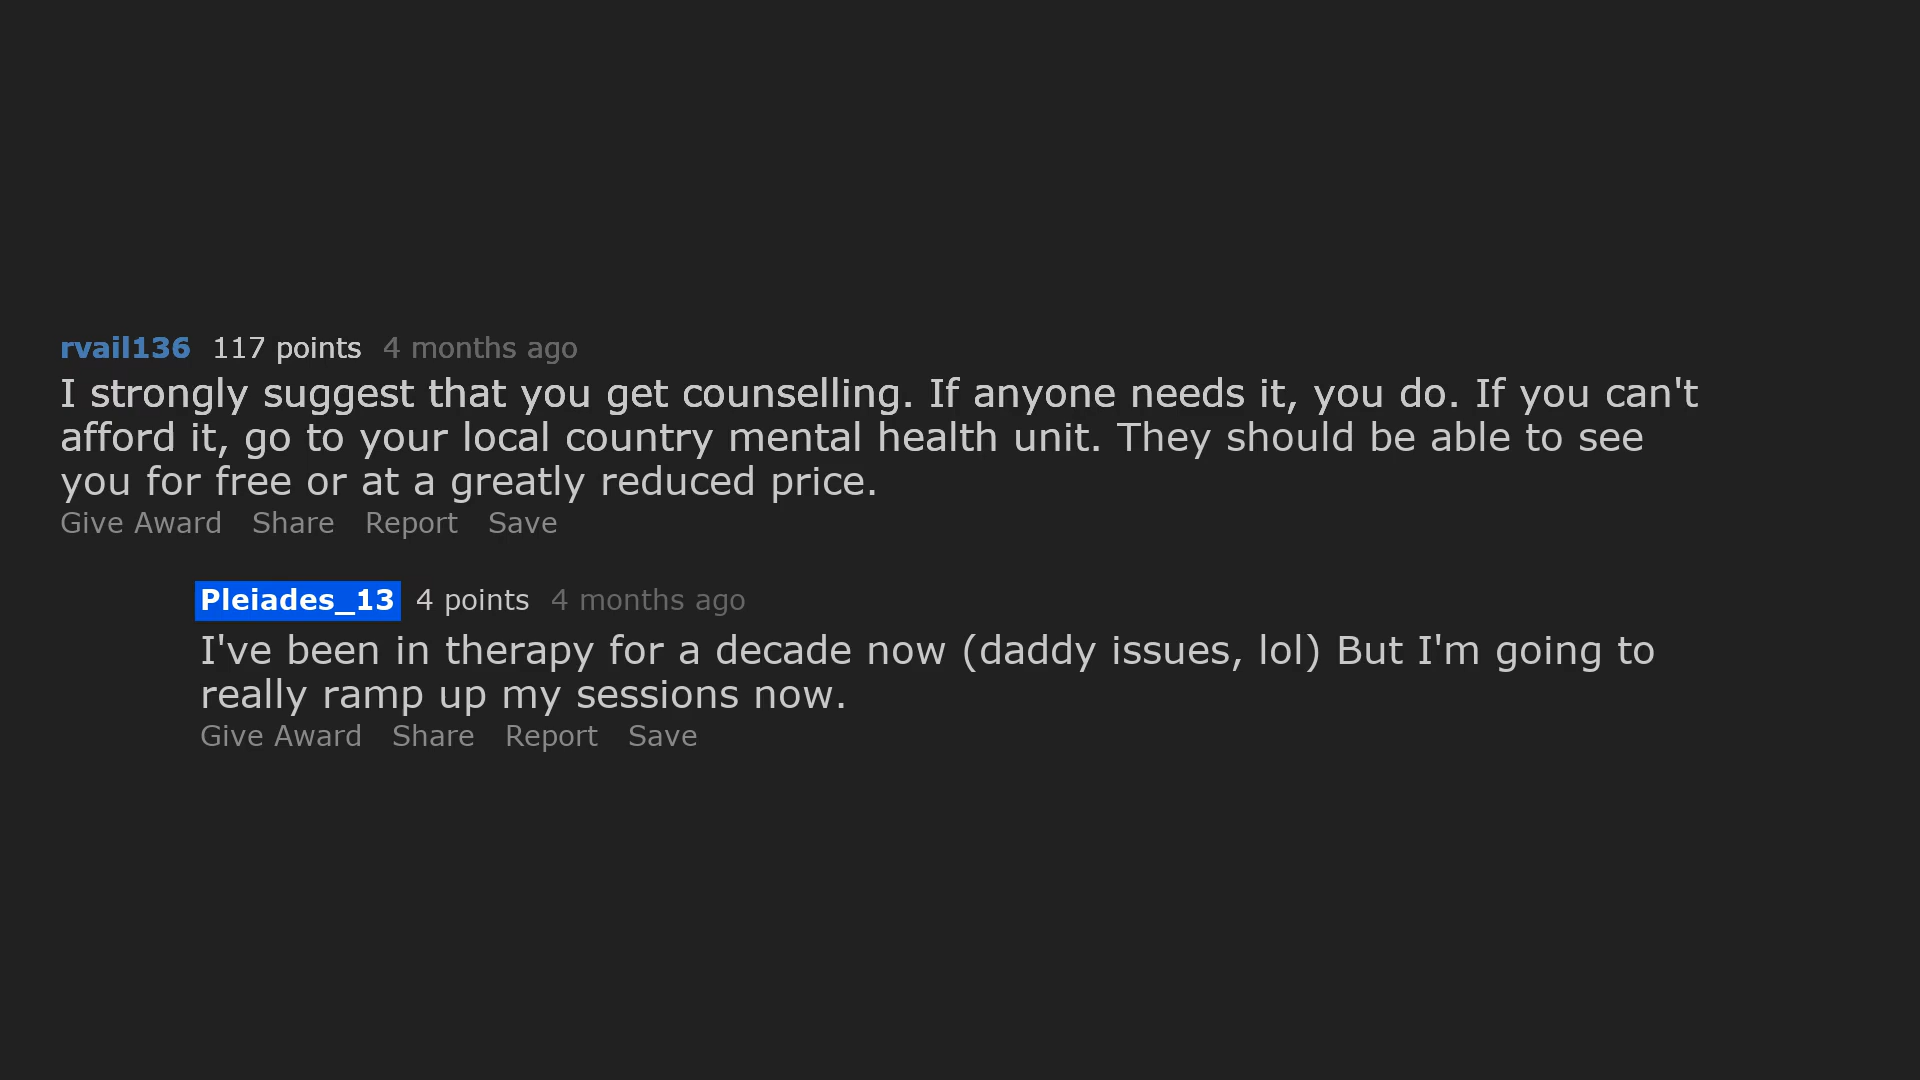 rvail136 117 points 4 months ago
I strongly suggest that you get counselling. If anyone needs it, you do. If you can't
afford it, go to your local country mental health unit. They should be able to see
you for free or at a greatly reduced price.
Give Award Share Report Save
Pleiades_13 4 points 4 months ago
I've been in therapy for a decade now (daddy issues, lol) But I'm going to
really ramp up my sessions now.
Give Award Share Report Save